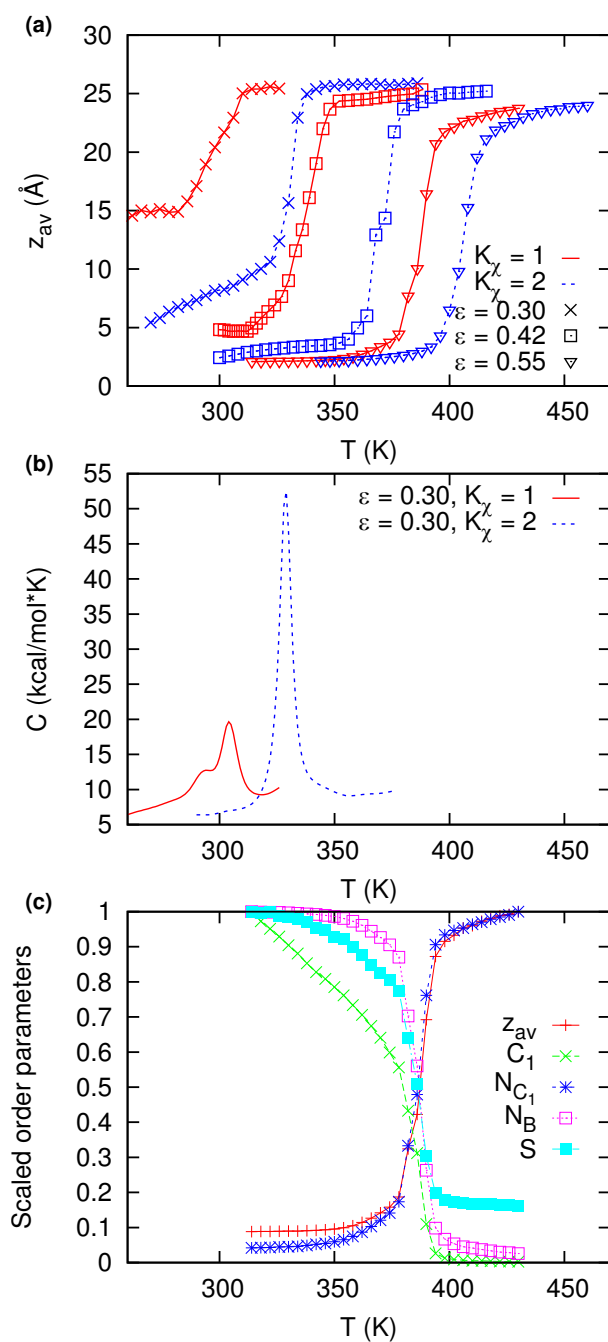 (a)
30
25
20
15
10
5
0
z_av (Å)
K_χ = 1
K_χ = 2
ε = 0.30
ε = 0.42
ε = 0.55
300 350 400 450
T (K)
(b)
55
50
45
40
35
30
25
20
15
10
5
C (kcal/mol*K)
ε = 0.30, K_χ = 1
ε = 0.30, K_χ = 2
300 350 400 450
T (K)
(c)
1
0.9
0.8
0.7
0.6
0.5
0.4
0.3
0.2
0.1
0
Scaled order parameters
z_av
C_1
N_C_1
N_B
S
300 350 400 450
T (K)